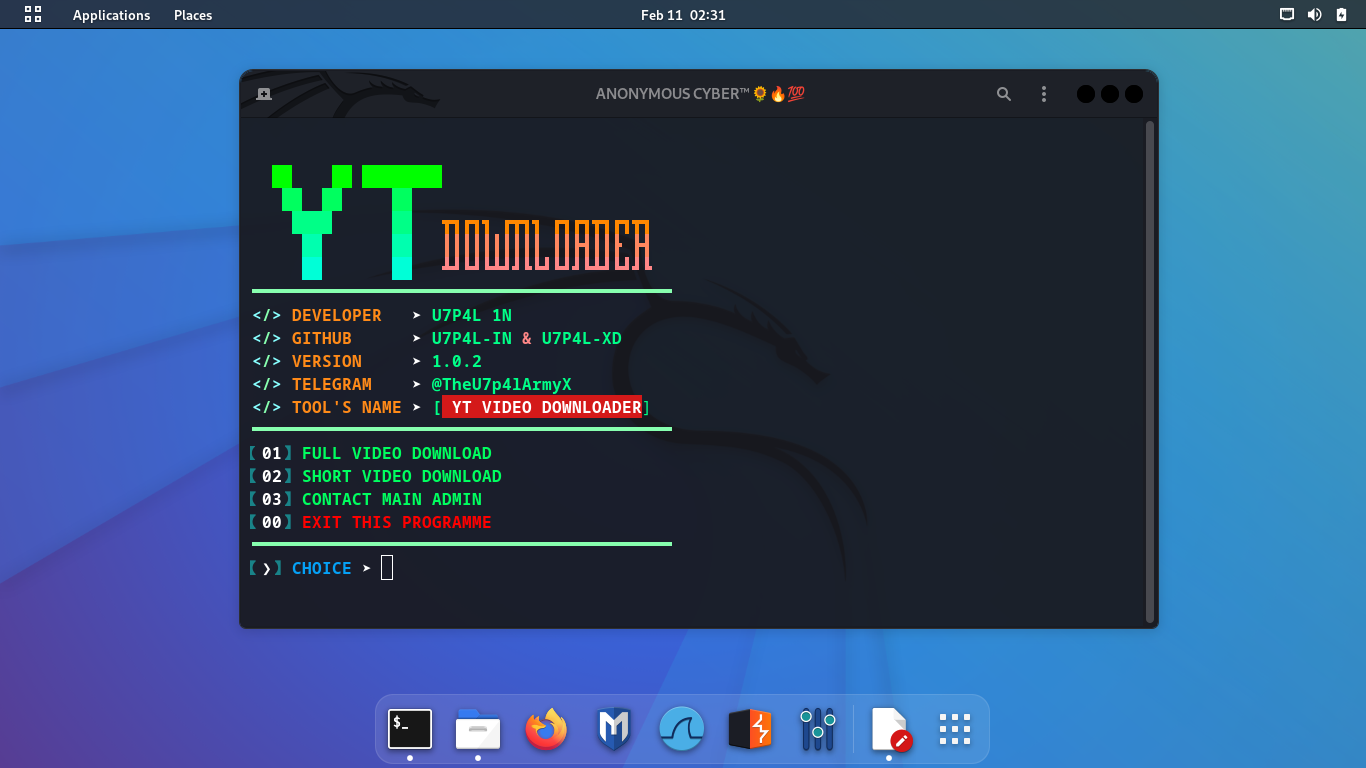 Applications Places Feb 11 02:31
ANONYMOUS CYBER™🌻🔥💯
YT DOWNLOADER
</> DEVELOPER ➤ U7P4L 1N
</> GITHUB ➤ U7P4L-IN & U7P4L-XD
</> VERSION ➤ 1.0.2
</> TELEGRAM ➤ @TheU7p4lArmyX
</> TOOL'S NAME ➤ [ YT VIDEO DOWNLOADER]
【01】FULL VIDEO DOWNLOAD
【02】SHORT VIDEO DOWNLOAD
【03】CONTACT MAIN ADMIN
【00】EXIT THIS PROGRAMME
【❯】CHOICE ➤
$_